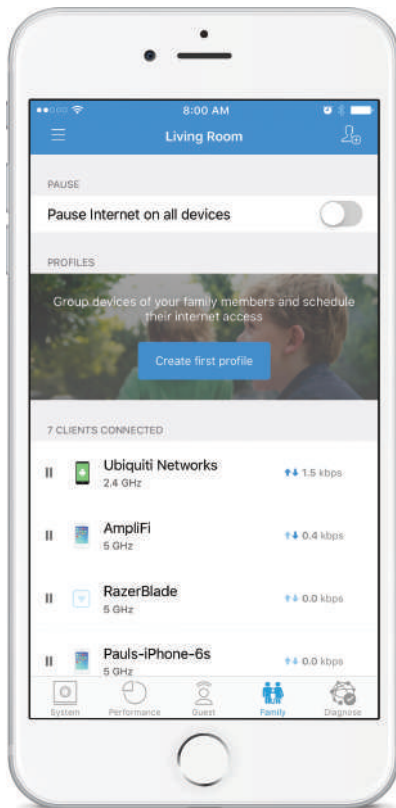 8:00 AM
Living Room
PAUSE
Pause Internet on all devices
PROFILES
Group devices of your family members and schedule
their internet access
Create first profile
7 CLIENTS CONNECTED
Ubiquiti Networks
2.4 GHz
1.5 kbps
AmpliFi
5 GHz
0.4 kbps
RazerBlade
5 GHz
0.0 kbps
Pauls-iPhone-6s
5 GHz
0.0 kbps
System Performance Guest Family Diagnose